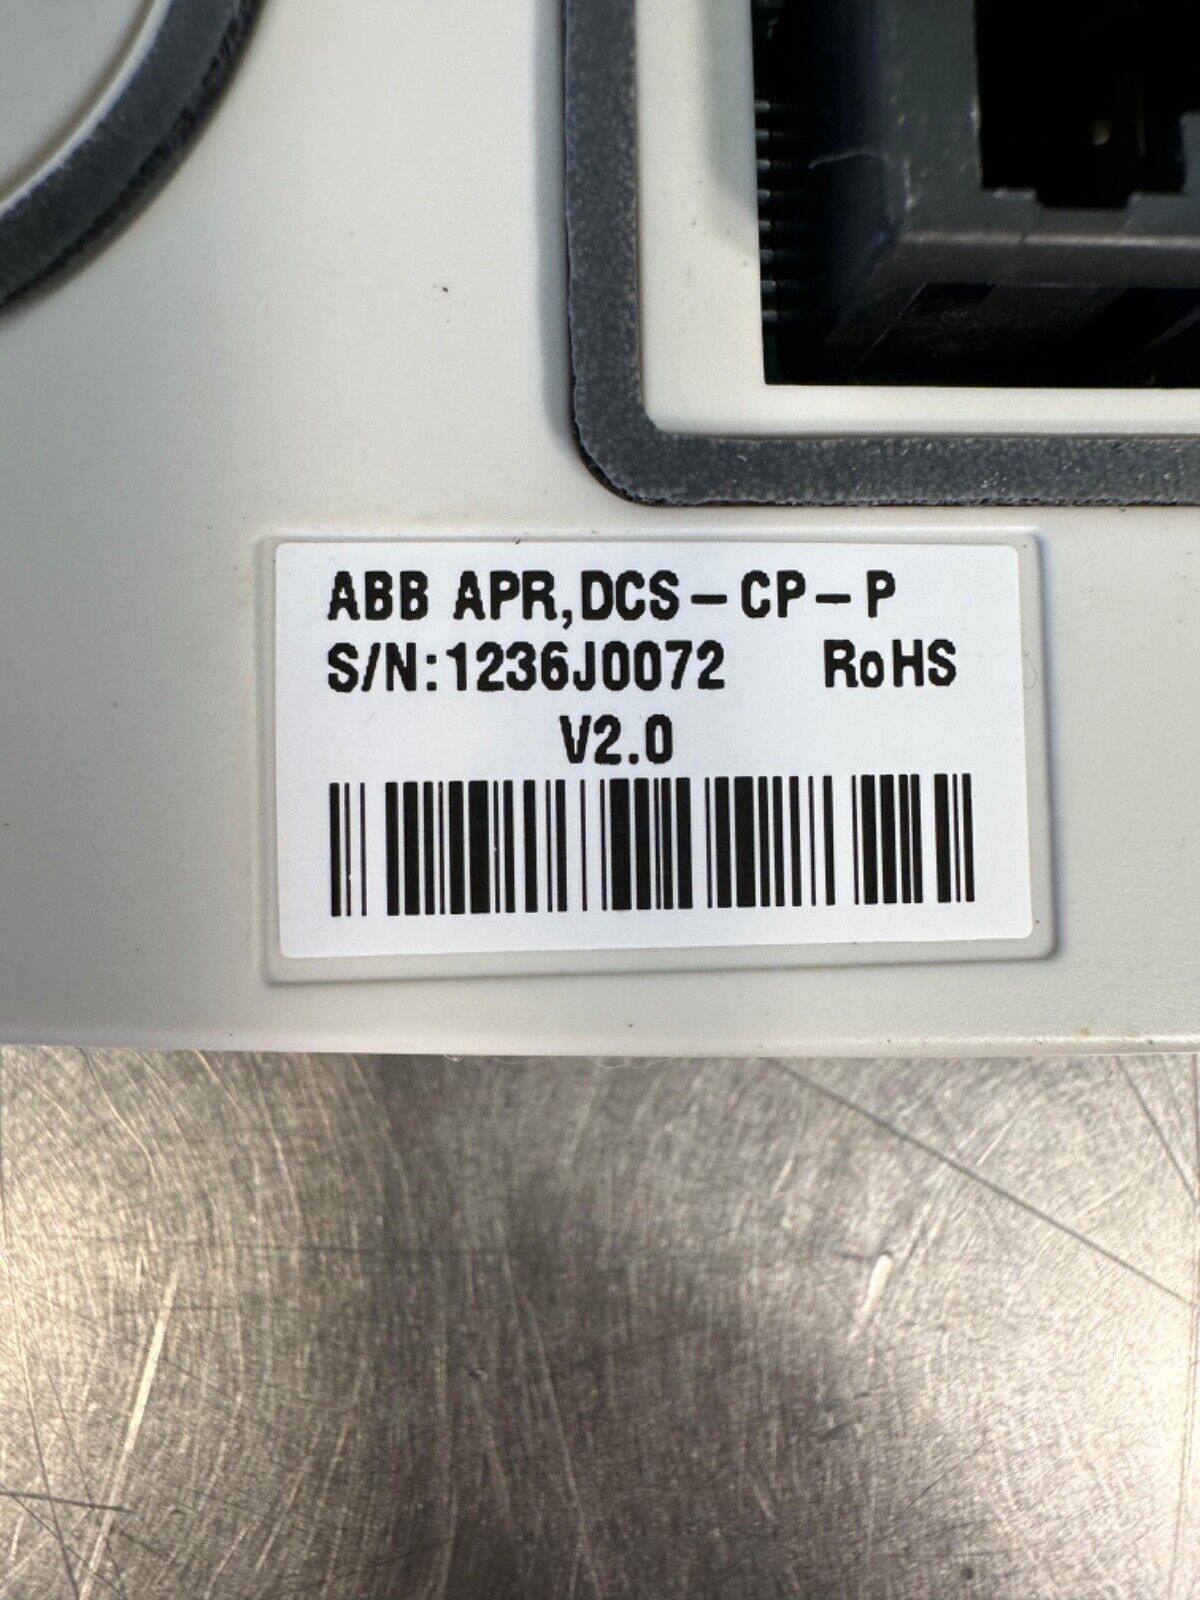 ABB APR,DCS-CP-P
S/N:1236J0072 RoHS
V2.0